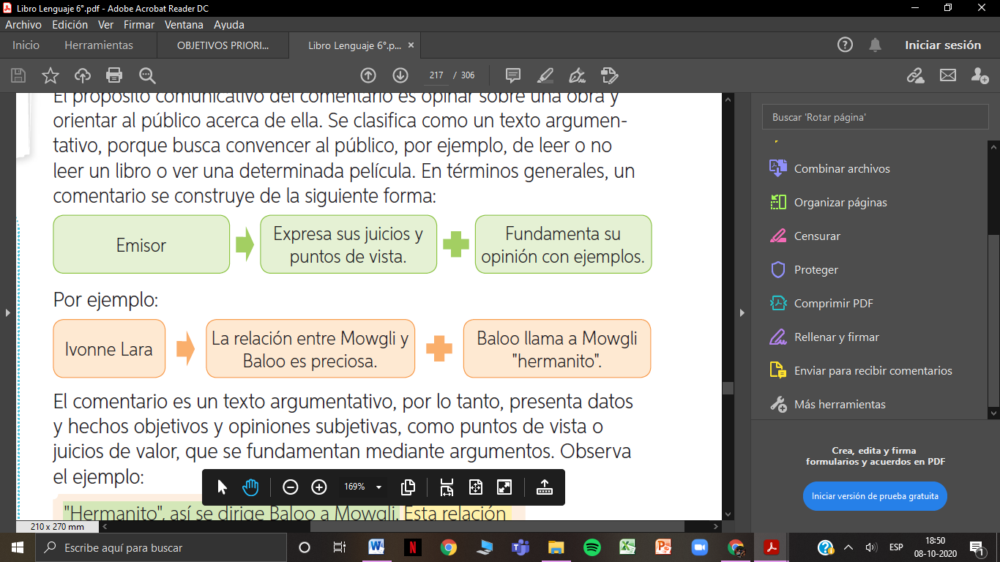 Libro Lenguaje 6°.pdf - Adobe Acrobat Reader DC
Archivo Edición Ver Firmar Ventana Ayuda
Inicio Herramientas OBJETIVOS PRIORI... Libro Lenguaje 6°.p... × Iniciar sesión
217 / 306
El propósito comunicativo del comentario es opinar sobre una obra y
orientar al público acerca de ella. Se clasifica como un texto argumen-
tativo, porque busca convencer al público, por ejemplo, de leer o no
leer un libro o ver una determinada película. En términos generales, un
comentario se construye de la siguiente forma:
Emisor
Expresa sus juicios y
puntos de vista.
Fundamenta su
opinión con ejemplos.
Por ejemplo:
Ivonne Lara
La relación entre Mowgli y
Baloo es preciosa.
Baloo llama a Mowgli
"hermanito".
El comentario es un texto argumentativo, por lo tanto, presenta datos
y hechos objetivos y opiniones subjetivas, como puntos de vista o
juicios de valor, que se fundamentan mediante argumentos. Observa
el ejemplo:
169%
"Hermanito", así se dirige Baloo a Mowgli. Esta relación
210 x 270 mm
Buscar 'Rotar página'
Combinar archivos
Organizar páginas
Censurar
Proteger
Comprimir PDF
Rellenar y firmar
Enviar para recibir comentarios
Más herramientas
Crea, edita y firma
formularios y acuerdos en PDF
Iniciar versión de prueba gratuita
Escribe aquí para buscar
ESP
18:50
08-10-2020
1